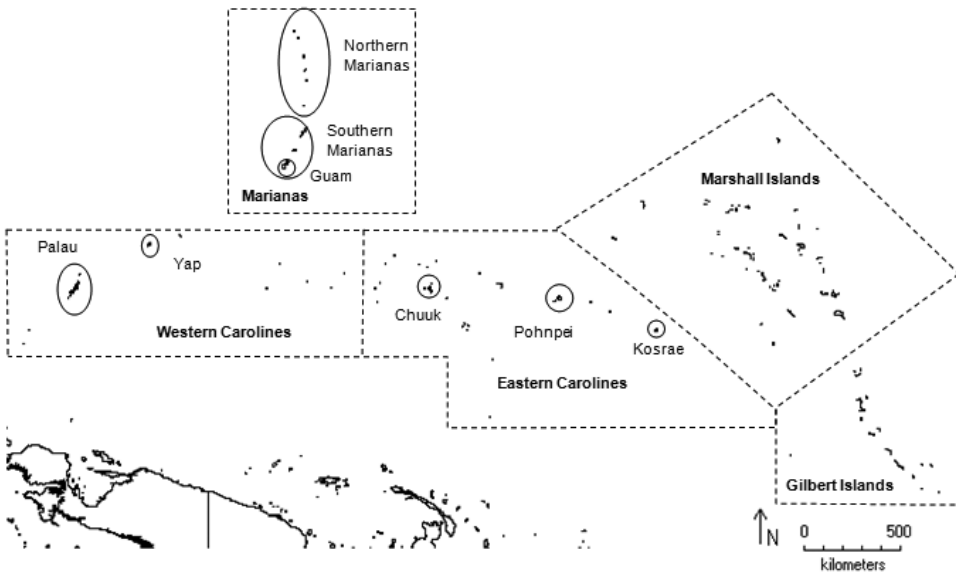 Northern
Marianas
Southern
Marianas
Guam
Marianas
Marshall Islands
Palau
Yap
Chuuk
Pohnpei
Kosrae
Western Carolines
Eastern Carolines
Gilbert Islands
N
0 500
kilometers